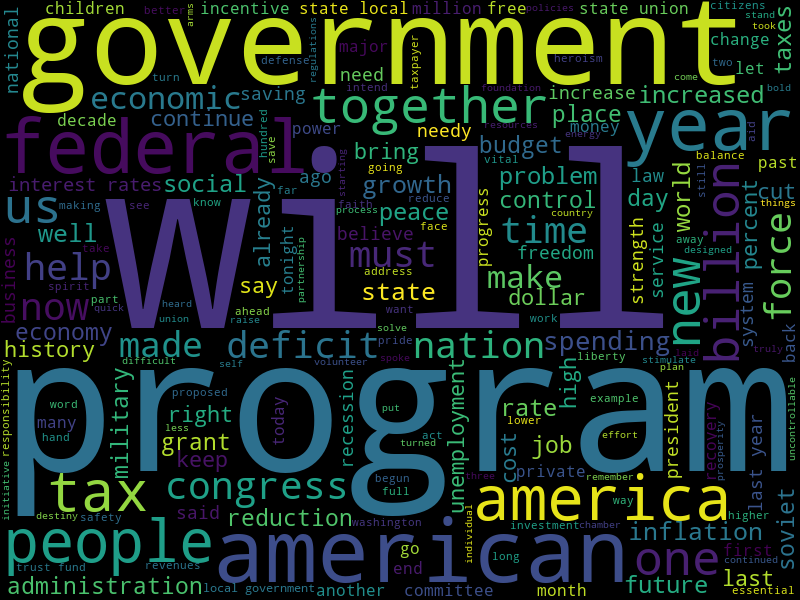 children
better
arms
incentive
state local
million
free
policies
state union
citizens
stand
took
national
government
regulations
taxpayer
major
heroism
change
taxes
need
two
let
turn
defense
come
economic
saving
together
intend
foundation
increase
increased
bold
decade
continue
hundred
save
power
needy
resources
place
money
energy
aid
year
federal
will
bring
budget
vital
balance
past
interest rates
social
far
ago
starting
going
growth
problem
law
still
cut
things
us
making
see
know
already
process
faith
reduce
control
day
world
percent
well
tonight
partnership
peace
face
progress
time
country
freedom
strength
service
away
designed
business
take
help
believe
must
address
make
new
billion
system
force
spirit
say
state
dollar
now
part
quick
union
heard
raise
ahead
want
work
back
economy
solve
pride
history
made
deficit
nation
spending
said
truly
difficult
self
volunteer
spoke
liberty
stimulate
plan
responsibility
program
military
proposed
recession
unemployment
high
uncontrollable
word
many
hand
right
less
today
put
lower
rate
example
president
recovery
prosperity
grant
turned
act
job
effort
keep
cost
private
remember
last year
tax
congress
begun
full
three
america
way
initiative
destiny
safety
said
reduction
washington
individual
investment
chamber
higher
people
american
go
inflation
one
first
soviet
continued
trust fund
revenues
end
long
future
last
administration
local government
another
committee
month
essential